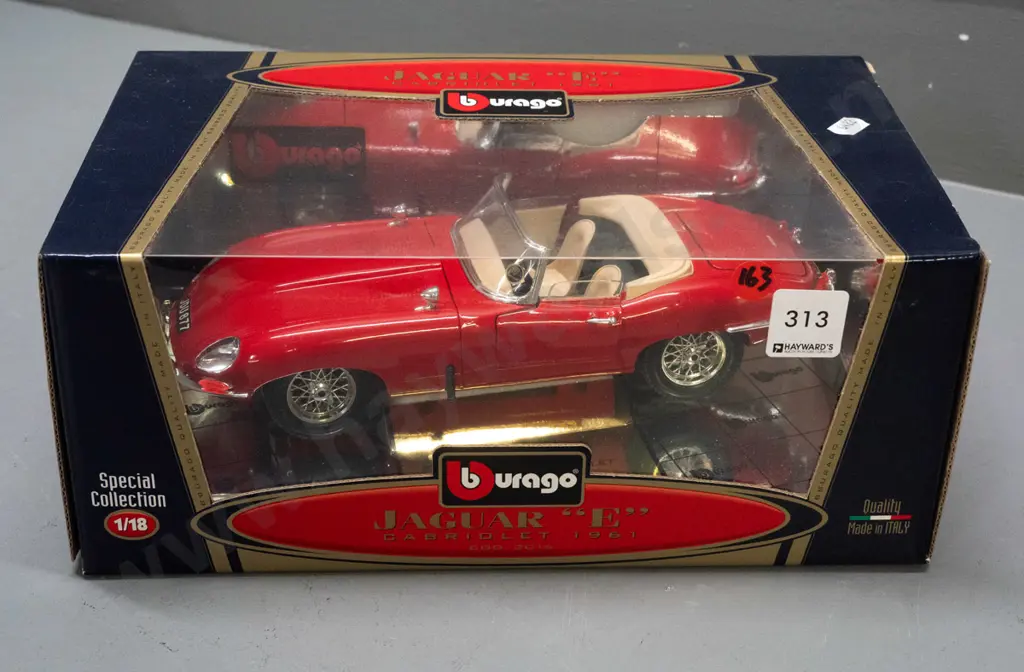 JAGUAR "E"
burago
burago
163
313
HAYWARD'S
burago
JAGUAR "E"
CABRIOLET 1961
Special
Collection
1/18
Quality
Made in ITALY